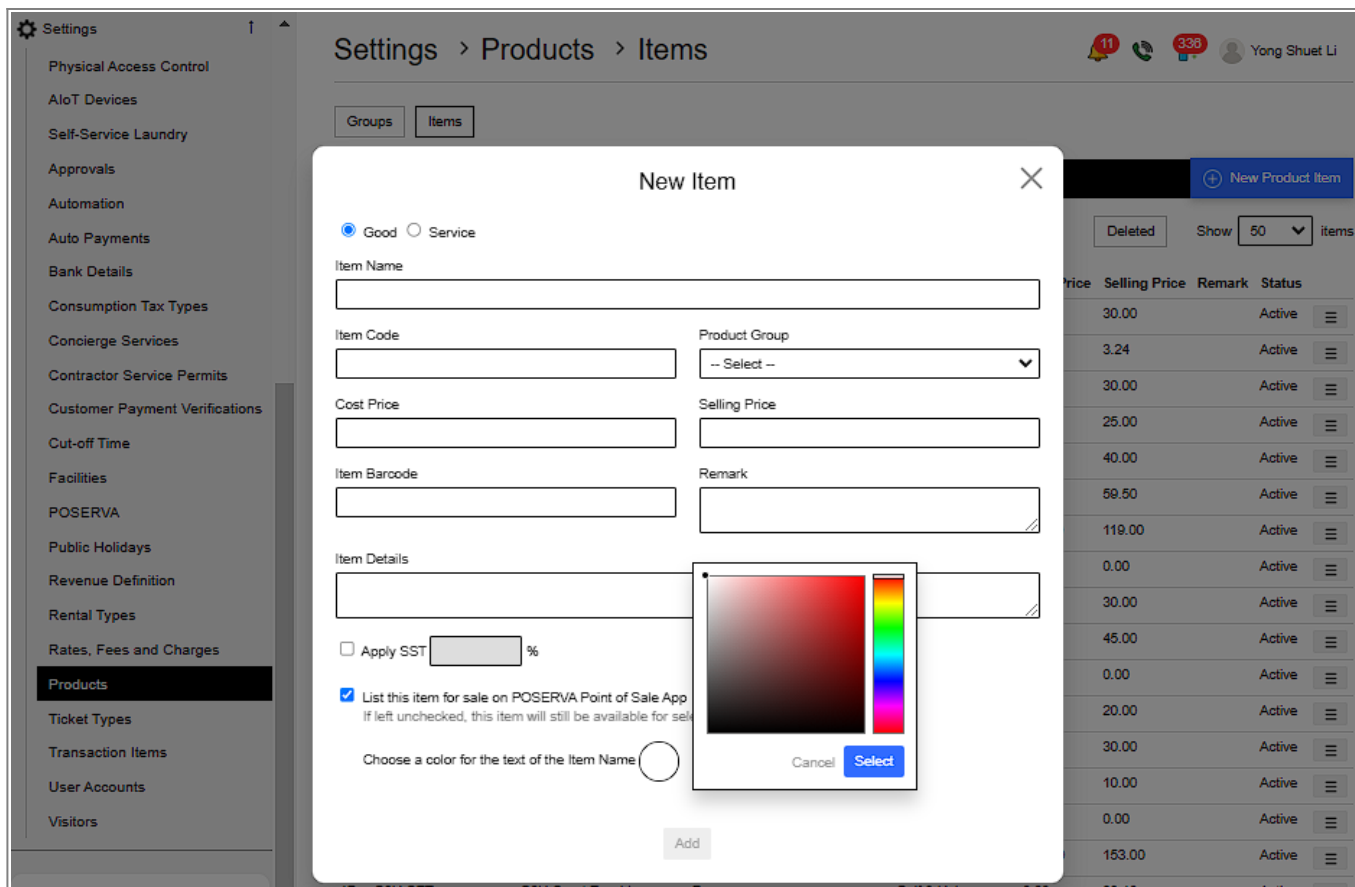 Settings
Physical Access Control
AIoT Devices
Self-Service Laundry
Approvals
Automation
Auto Payments
Bank Details
Consumption Tax Types
Concierge Services
Contractor Service Permits
Customer Payment Verifications
Cut-off Time
Facilities
POSERVA
Public Holidays
Revenue Definition
Rental Types
Rates, Fees and Charges
Products
Ticket Types
Transaction Items
User Accounts
Visitors
Settings > Products > Items
11
336
Yong Shuet Li
Groups Items
New Product Item
Deleted Show 50 items
Price Selling Price Remark Status
30.00 Active
3.24 Active
30.00 Active
25.00 Active
40.00 Active
59.50 Active
119.00 Active
0.00 Active
30.00 Active
45.00 Active
0.00 Active
20.00 Active
30.00 Active
10.00 Active
0.00 Active
153.00 Active
New Item
Good Service
Item Name
Item Code Product Group
-- Select --
Cost Price Selling Price
Item Barcode Remark
Item Details
Apply SST %
List this item for sale on POSERVA Point of Sale App
If left unchecked, this item will still be available for
Choose a color for the text of the Item Name
Cancel Select
Add